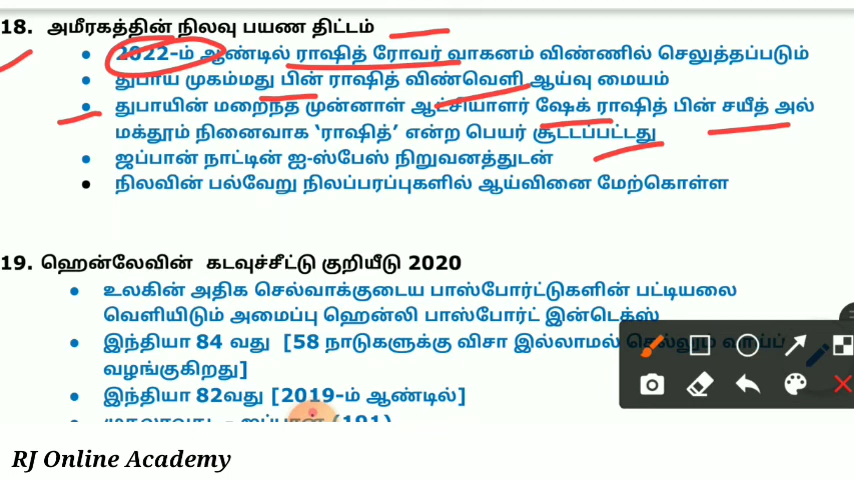 18. அமீரகத்தின் நிலவு பயண திட்டம்
• 2022-ம் ஆண்டில் ராஷித் ரோவர் வாகனம் விண்ணில் செலுத்தப்படும்
• துபாய் முகம்மது பின் ராஷித் விண்வெளி ஆய்வு மையம்
• துபாயின் மறைந்த முன்னாள் ஆட்சியாளர் ஷேக் ராஷித் பின் சயீத் அல்
மக்தூம் நினைவாக ‘ராஷித்’ என்ற பெயர் சூட்டப்பட்டது
• ஜப்பான் நாட்டின் ஐ-ஸ்பேஸ் நிறுவனத்துடன்
• நிலவின் பல்வேறு நிலப்பரப்புகளில் ஆய்வினை மேற்கொள்ள
19. ஹென்லேவின் கடவுச்சீட்டு குறியீடு 2020
• உலகின் அதிக செல்வாக்குடைய பாஸ்போர்ட்டுகளின் பட்டியலை
வெளியிடும் அமைப்பு ஹென்லி பாஸ்போர்ட் இன்டெக்ஸ்
• இந்தியா 84 வது [58 நாடுகளுக்கு விசா இல்லாமல் செல்லும்
வழங்குகிறது]
• இந்தியா 82வது [2019-ம் ஆண்டில்]
• ஜப்பான் (191)
RJ Online Academy